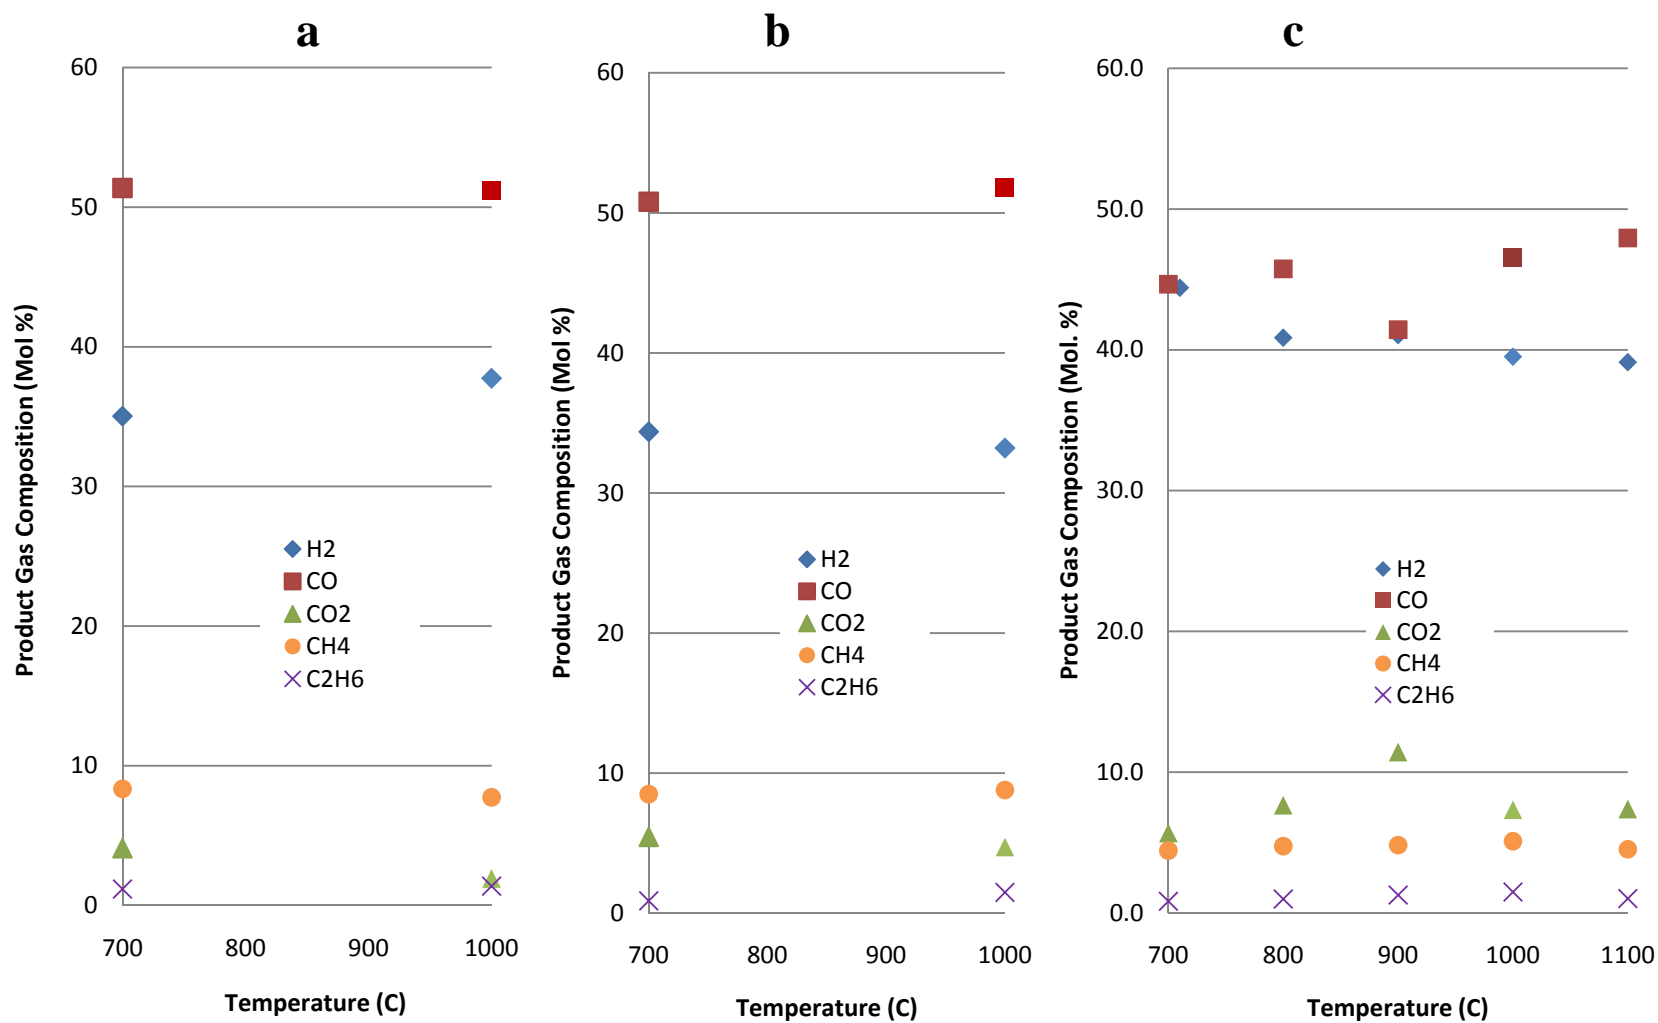 a
60
50
40
30
20
10
0
700 800 900 1000
Temperature (C)
Product Gas Composition (Mol %)
H2
CO
CO2
CH4
C2H6
b
60
50
40
30
20
10
0
700 800 900 1000
Temperature (C)
Product Gas Composition (Mol %)
H2
CO
CO2
CH4
C2H6
c
60.0
50.0
40.0
30.0
20.0
10.0
0.0
700 800 900 1000 1100
Temperature (C)
Product Gas Composition (Mol. %)
H2
CO
CO2
CH4
C2H6